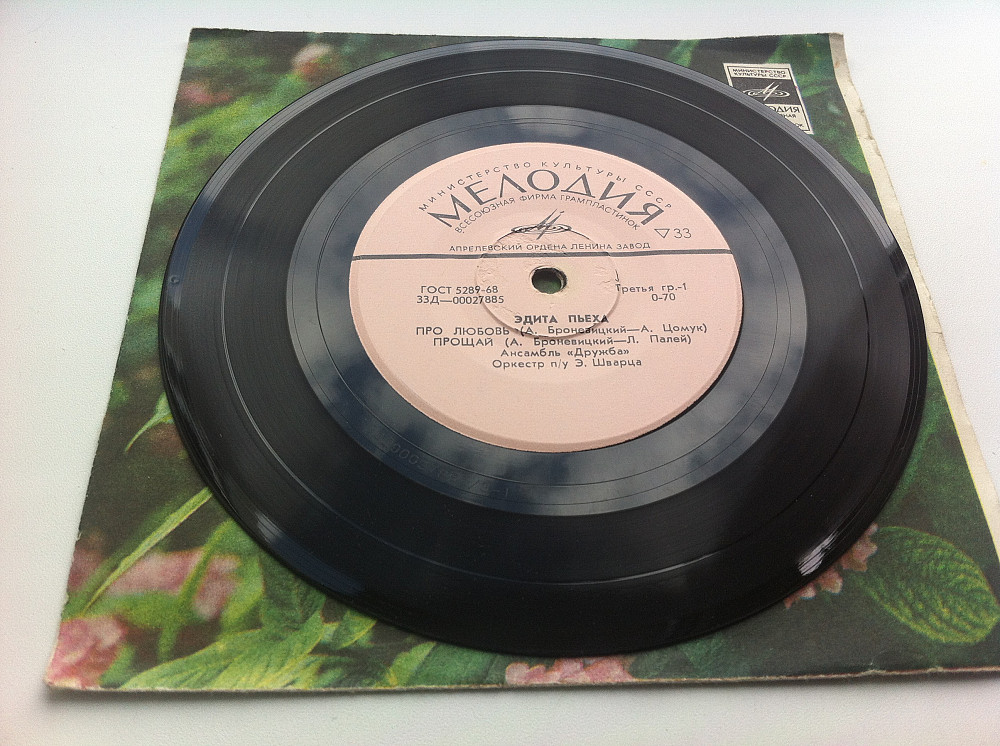 МИНИСТЕРСТВО
КУЛЬТУРЫ СССР
МИНИСТЕРСТВО КУЛЬТУРЫ СССР
МЕЛОДИЯ
ВСЕСОЮЗНАЯ ФИРМА ГРАМПЛАСТИНОК
33
АПРЕЛЕВСКИЙ ОРДЕНА ЛЕНИНА ЗАВОД
ГОСТ 5289-68 Третья гр.-1
33Д—00027885 0-70
ЭДИТА ПЬЕХА
ПРО ЛЮБОВЬ (А. Броневицкий—А. Цомук)
ПРОЩАЙ (А. Броневицкий—Л. Палей)
Ансамбль «Дружба»
Оркестр п/у Э. Шварца